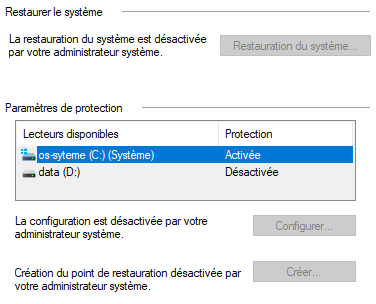 Restaurer le système
La restauration du système est désactivée
par votre administrateur système.
Restauration du système...
Paramètres de protection
Lecteurs disponibles Protection
os-syteme (C:) (Système) Activée
data (D:) Désactivée
La configuration est désactivée par votre
administrateur système.
Configurer...
Création du point de restauration désactivée par
votre administrateur système.
Créer...